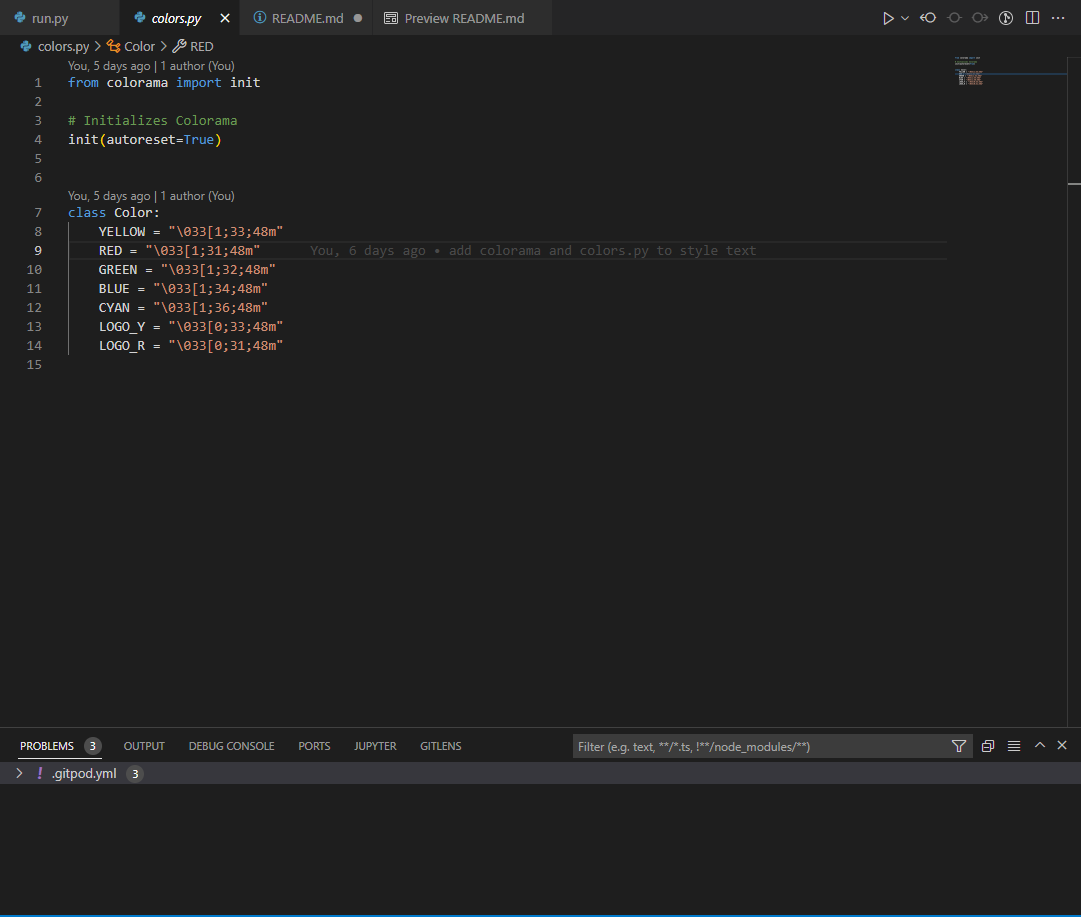 run.py colors.py README.md Preview README.md
colors.py Color RED
You, 5 days ago | 1 author (You)
1 from colorama import init
2
3 # Initializes Colorama
4 init(autoreset=True)
5
6
You, 5 days ago | 1 author (You)
7 class Color:
8 YELLOW = "\033[1;33;48m"
9 RED = "\033[1;31;48m" You, 6 days ago • add colorama and colors.py to style text
10 GREEN = "\033[1;32;48m"
11 BLUE = "\033[1;34;48m"
12 CYAN = "\033[1;36;48m"
13 LOGO_Y = "\033[0;33;48m"
14 LOGO_R = "\033[0;31;48m"
15
PROBLEMS 3 OUTPUT DEBUG CONSOLE PORTS JUPYTER GITLENS Filter (e.g. text, **/*.ts, !**/node_modules/**)
! .gitpod.yml 3